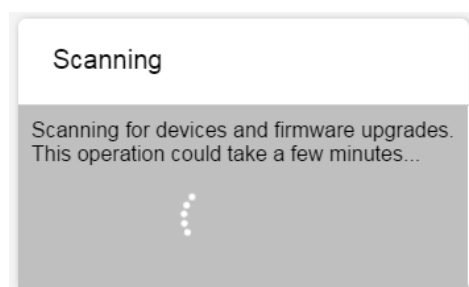 Scanning
Scanning for devices and firmware upgrades.
This operation could take a few minutes...